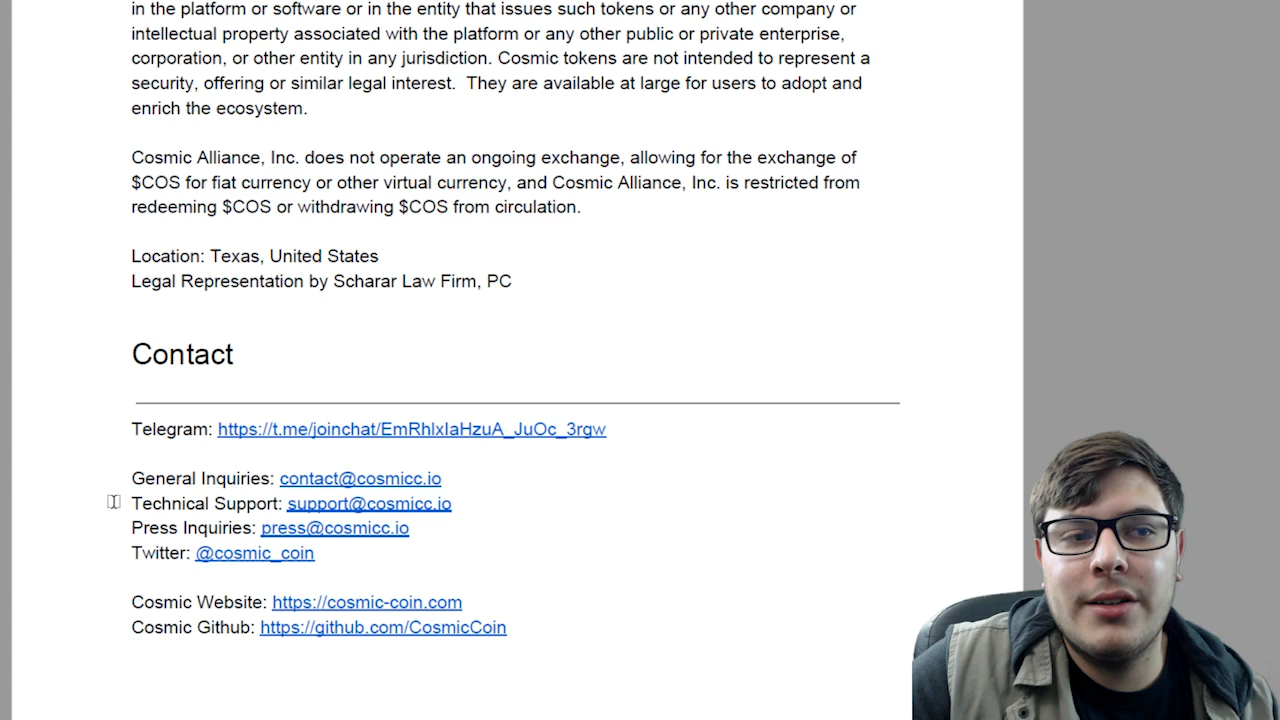 in the platform or software or in the entity that issues such tokens or any other company or
intellectual property associated with the platform or any other public or private enterprise,
corporation, or other entity in any jurisdiction. Cosmic tokens are not intended to represent a
security, offering or similar legal interest.  They are available at large for users to adopt and
enrich the ecosystem.
Cosmic Alliance, Inc. does not operate an ongoing exchange, allowing for the exchange of
$COS for fiat currency or other virtual currency, and Cosmic Alliance, Inc. is restricted from
redeeming $COS or withdrawing $COS from circulation.
Location: Texas, United States
Legal Representation by Scharar Law Firm, PC
Contact
Telegram: https://t.me/joinchat/EmRhlxIaHzuA_JuOc_3rgw
General Inquiries: contact@cosmicc.io
Technical Support: support@cosmicc.io
Press Inquiries: press@cosmicc.io
Twitter: @cosmic_coin
Cosmic Website: https://cosmic-coin.com
Cosmic Github: https://github.com/CosmicCoin